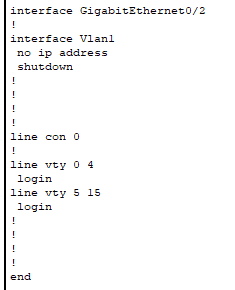 interface GigabitEthernet0/2
!
interface Vlan1
 no ip address
 shutdown
!
!
!
!
line con 0
!
line vty 0 4
 login
line vty 5 15
 login
!
!
!
!
end